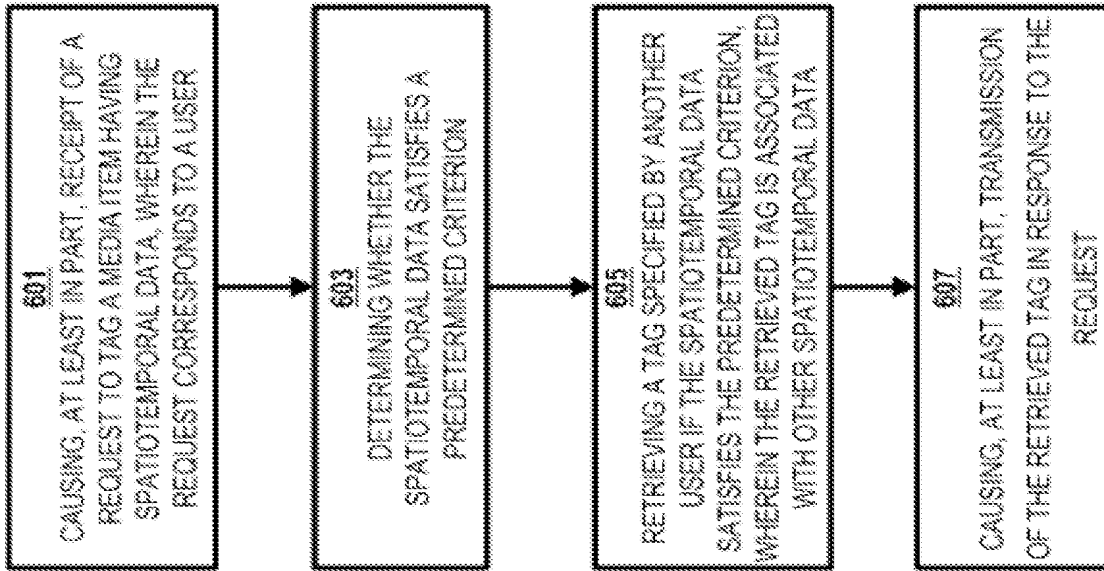 601
CAUSING, AT LEAST IN PART, RECEIPT OF A
REQUEST TO TAG A MEDIA ITEM HAVING
SPATIOTEMPORAL DATA, WHEREIN THE
REQUEST CORRESPONDS TO A USER
603
DETERMINING WHETHER THE
SPATIOTEMPORAL DATA SATISFIES A
PREDETERMINED CRITERION
605
RETRIEVING A TAG SPECIFIED BY ANOTHER
USER IF THE SPATIOTEMPORAL DATA
SATISFIES THE PREDETERMINED CRITERION,
WHEREIN THE RETRIEVED TAG IS ASSOCIATED
WITH OTHER SPATIOTEMPORAL DATA
607
CAUSING, AT LEAST IN PART, TRANSMISSION
OF THE RETRIEVED TAG IN RESPONSE TO THE
REQUEST